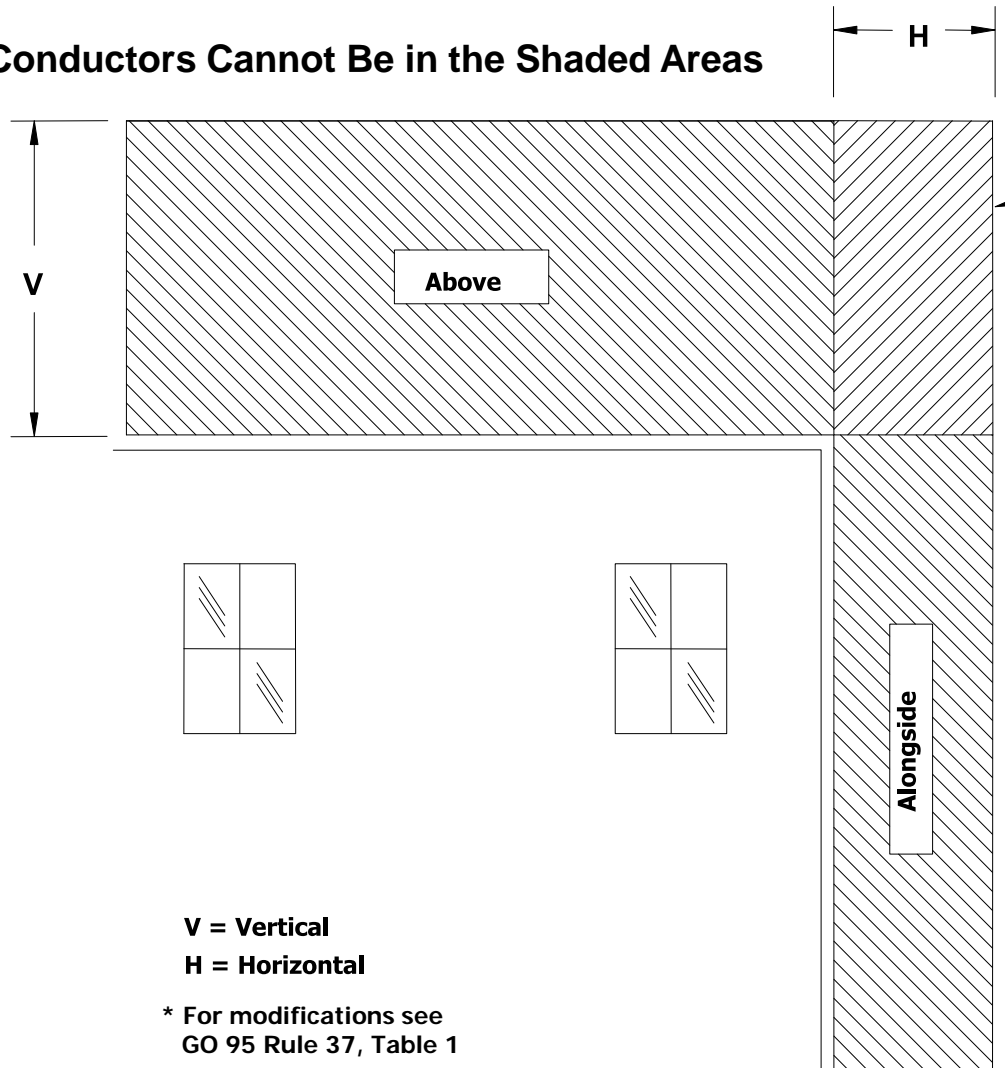 Conductors Cannot Be in the Shaded Areas
H
V
Above
Alongside
V = Vertical
H = Horizontal
* For modifications see
GO 95 Rule 37, Table 1